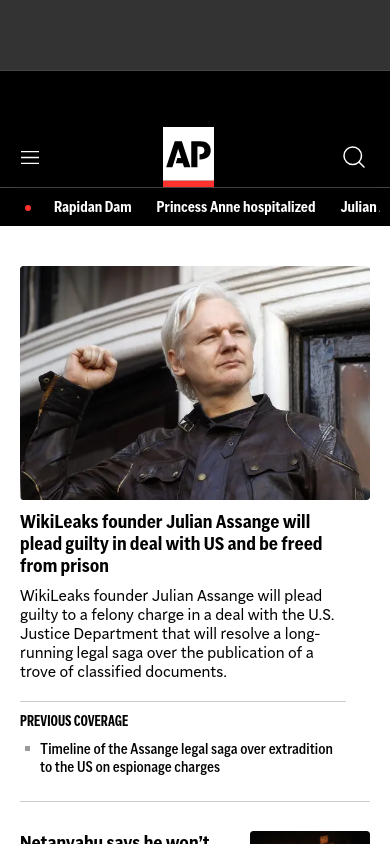 AP
Rapidan Dam Princess Anne hospitalized Julian
WikiLeaks founder Julian Assange will
plead guilty in deal with US and be freed
from prison
WikiLeaks founder Julian Assange will plead
guilty to a felony charge in a deal with the U.S.
Justice Department that will resolve a long-
running legal saga over the publication of a
trove of classified documents.
PREVIOUS COVERAGE
Timeline of the Assange legal saga over extradition
to the US on espionage charges
Netanyahu says he won’t